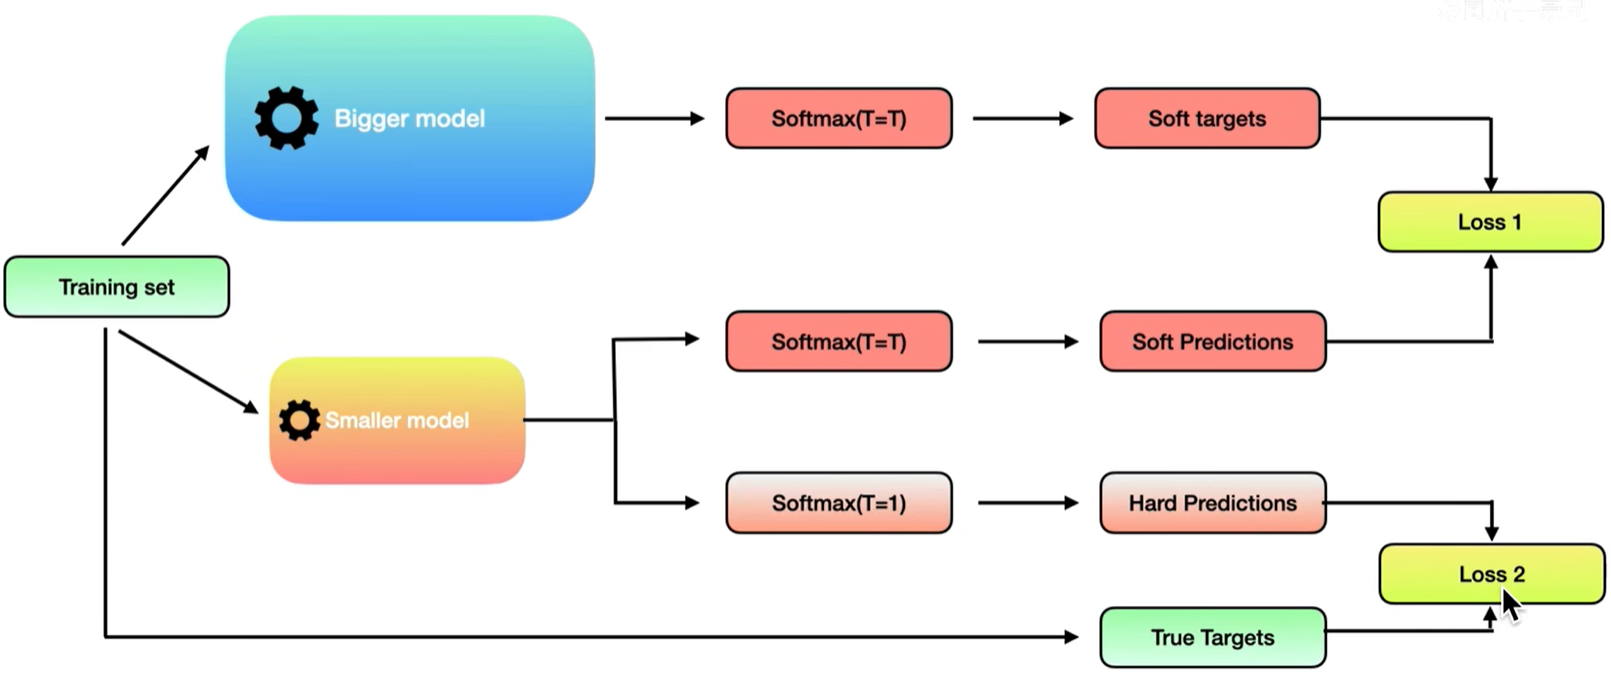 Bigger model
Softmax(T=T)
Soft targets
Loss 1
Training set
Softmax(T=T)
Soft Predictions
Smaller model
Softmax(T=1)
Hard Predictions
Loss 2
True Targets